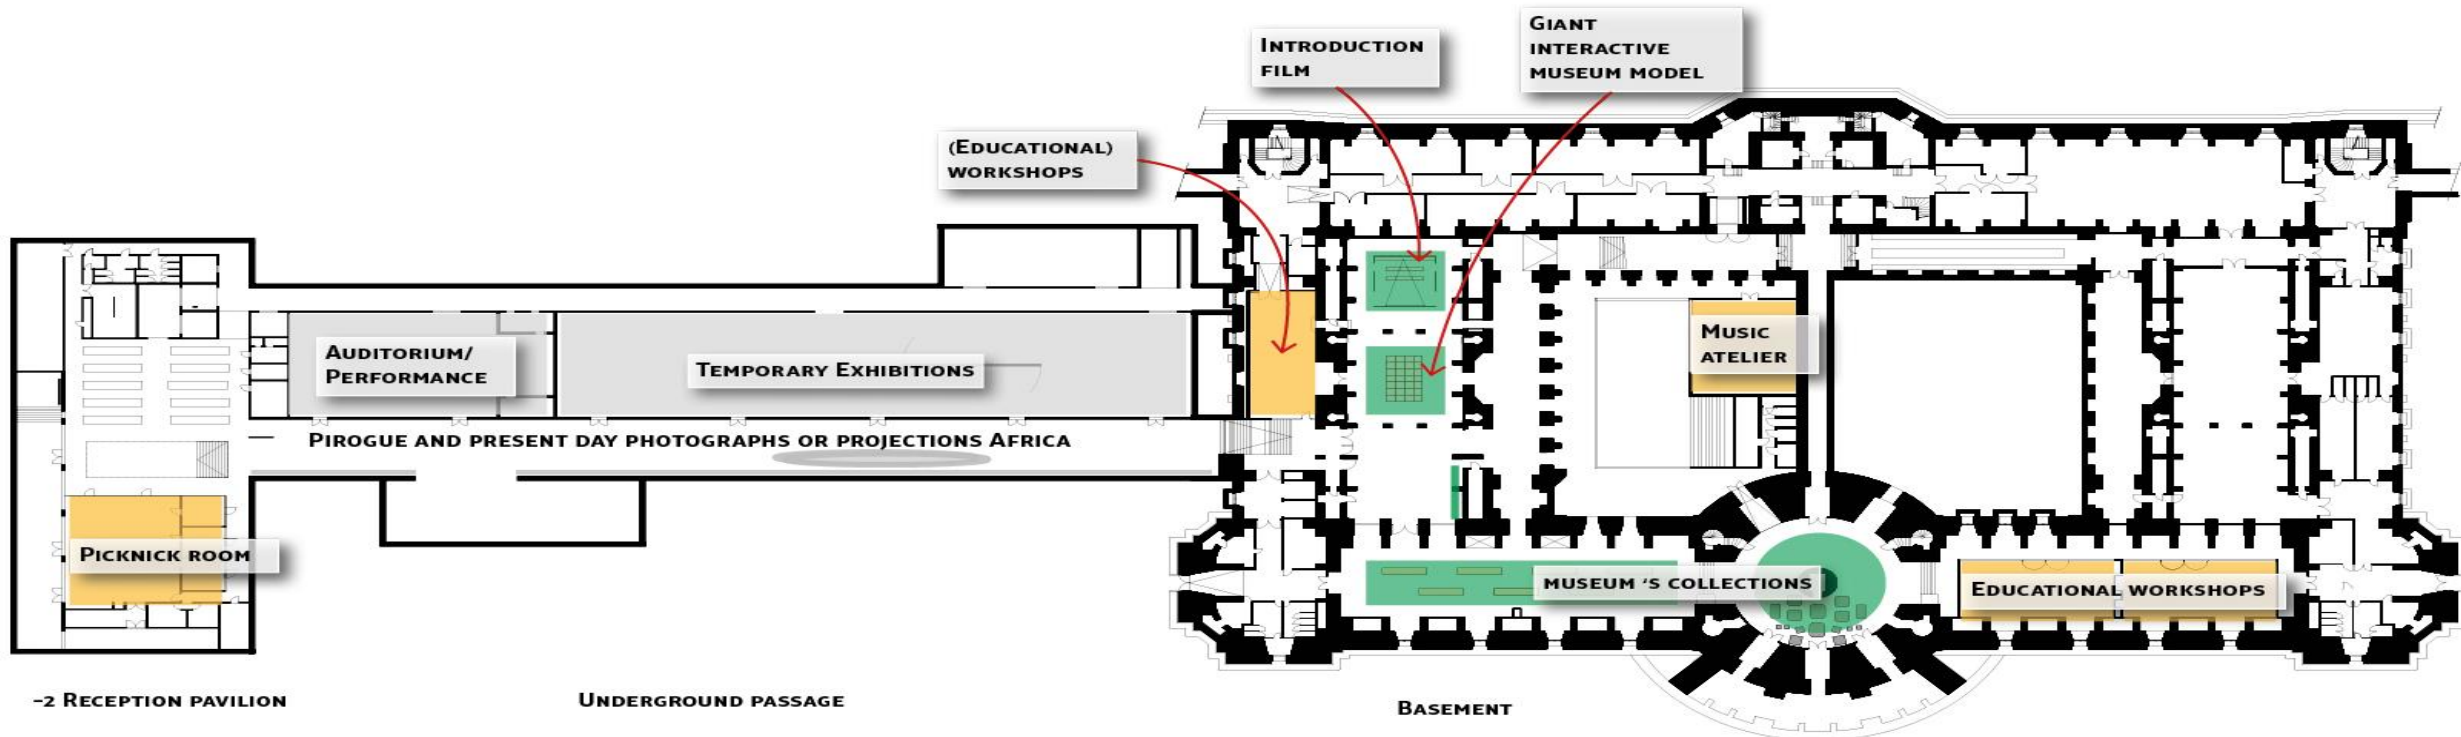 GIANT
INTERACTIVE
MUSEUM MODEL
INTRODUCTION
FILM
(EDUCATIONAL)
WORKSHOPS
MUSIC
ATELIER
AUDITORIUM/
PERFORMANCE
TEMPORARY EXHIBITIONS
PIROGUE AND PRESENT DAY PHOTOGRAPHS OR PROJECTIONS AFRICA
PICKNICK ROOM
MUSEUM 'S COLLECTIONS
EDUCATIONAL WORKSHOPS
-2 RECEPTION PAVILION
UNDERGROUND PASSAGE
BASEMENT